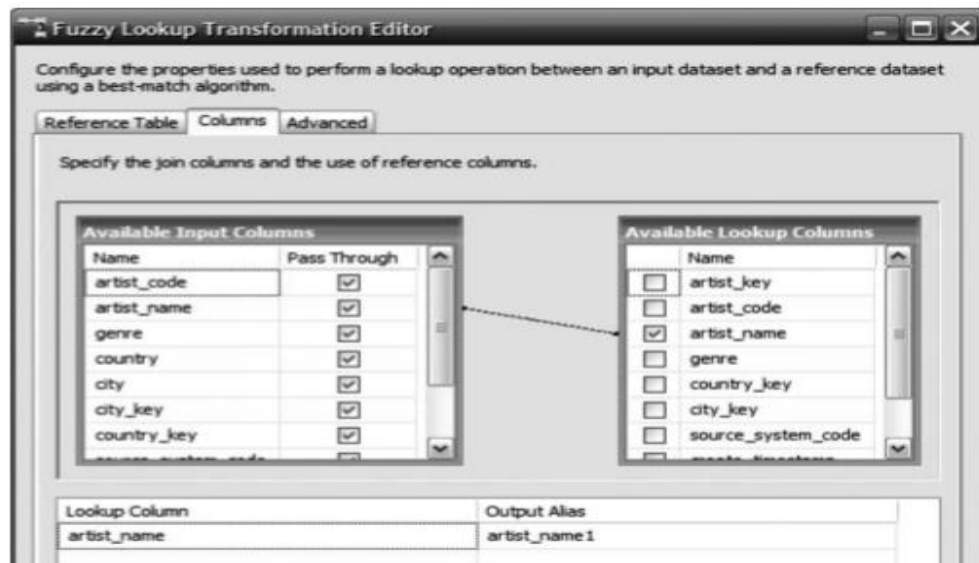 Fuzzy Lookup Transformation Editor
Configure the properties used to perform a lookup operation between an input dataset and a reference dataset
using a best-match algorithm.
Reference Table Columns Advanced
Specify the join columns and the use of reference columns.
Available Input Columns
Name Pass Through
artist_code
artist_name
genre
country
city
city_key
country_key
Available Lookup Columns
Name
artist_key
artist_code
artist_name
genre
country_key
city_key
source_system_code
Lookup Column Output Alias
artist_name artist_name1